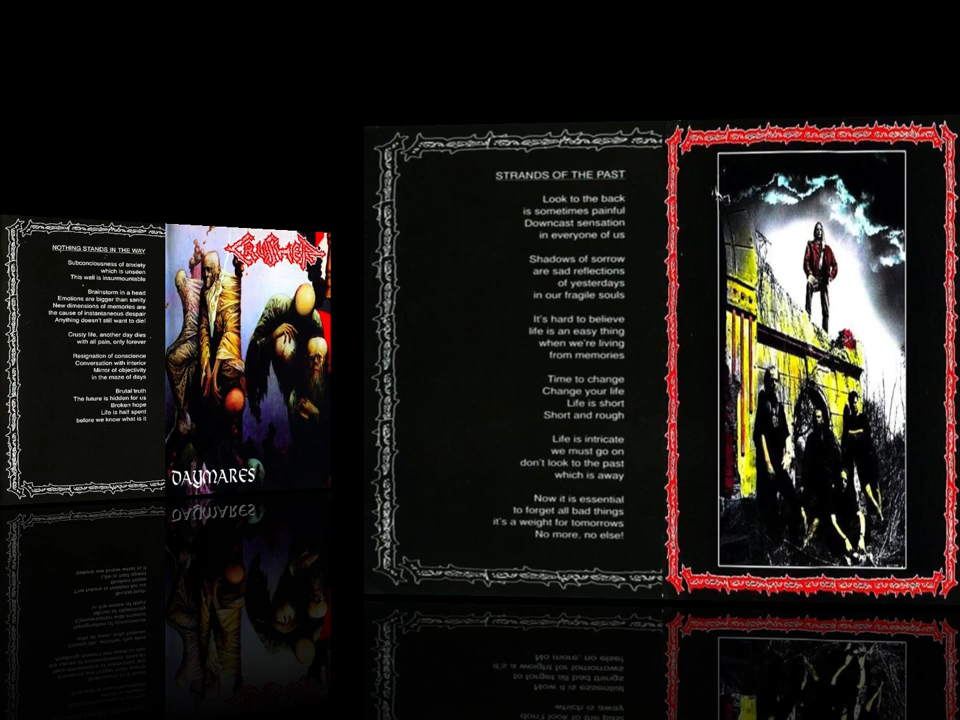 NOTHING STANDS IN THE WAY
Subconciousness of anxiety
which is unseen
This wall is insurmountable
Brainstorm in a head
Emotions are bigger than sanity
New dimensions of memories are
the cause of instantaneous despair
Anything doesn't still want to die!
Crusty life, another day dies
with all pain, only forever
Resignation of conscience
Conversation with interior
Mirror of objectivity
in the maze of days
Brutal truth
The future is hidden for us
Broken hope
Life is half spent
before we know what is it
DAYMARES
STRANDS OF THE PAST
Look to the back
is sometimes painful
Downcast sensation
in everyone of us
Shadows of sorrow
are sad reflections
of yesterdays
in our fragile souls
It's hard to believe
life is an easy thing
when we're living
from memories
Time to change
Change your life
Life is short
Short and rough
Life is intricate
we must go on
don't look to the past
which is away
Now it is essential
to forget all bad things
it's a weight for tomorrows
No more, no else!